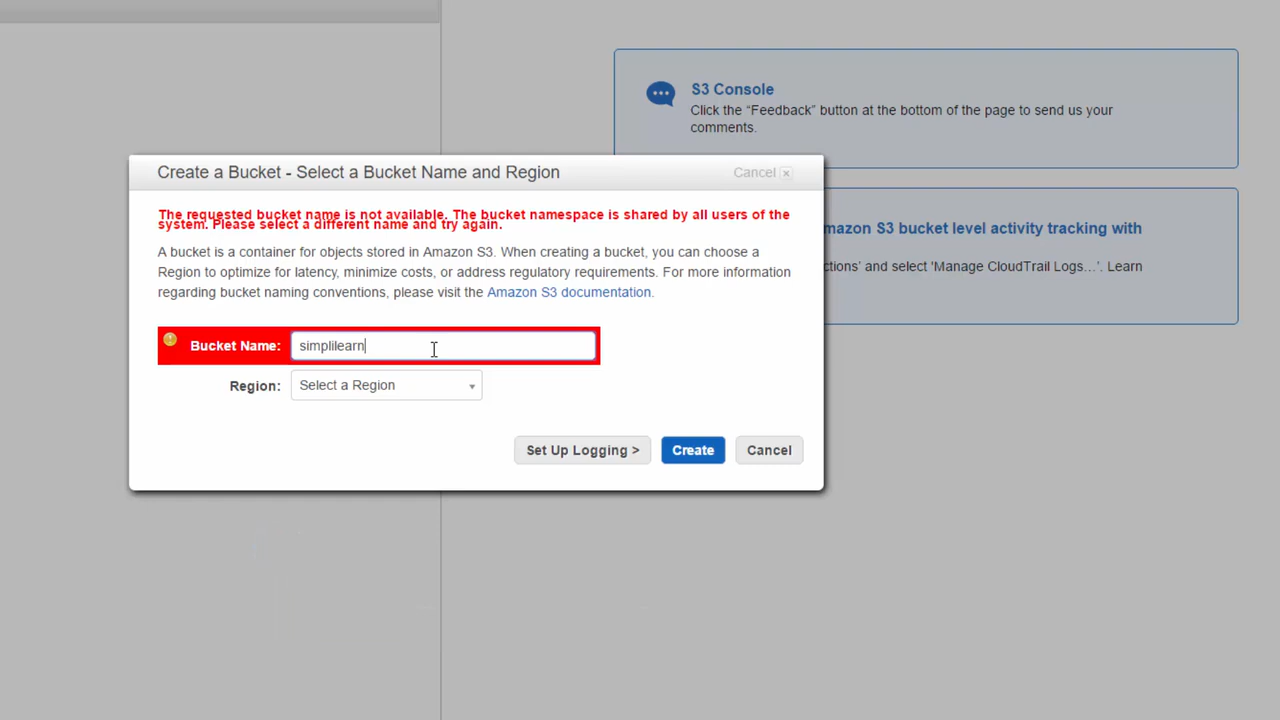 S3 Console
Click the “Feedback” button at the bottom of the page to send us your
comments.
Create a Bucket - Select a Bucket Name and Region
Cancel
The requested bucket name is not available. The bucket namespace is shared by all users of the
system. Please select a different name and try again.
mazon S3 bucket level activity tracking with
A bucket is a container for objects stored in Amazon S3. When creating a bucket, you can choose a
Region to optimize for latency, minimize costs, or address regulatory requirements. For more information
regarding bucket naming conventions, please visit the Amazon S3 documentation.
ctions’ and select ‘Manage CloudTrail Logs…’. Learn
Bucket Name: simplilearn
Region: Select a Region
Set Up Logging > Create Cancel